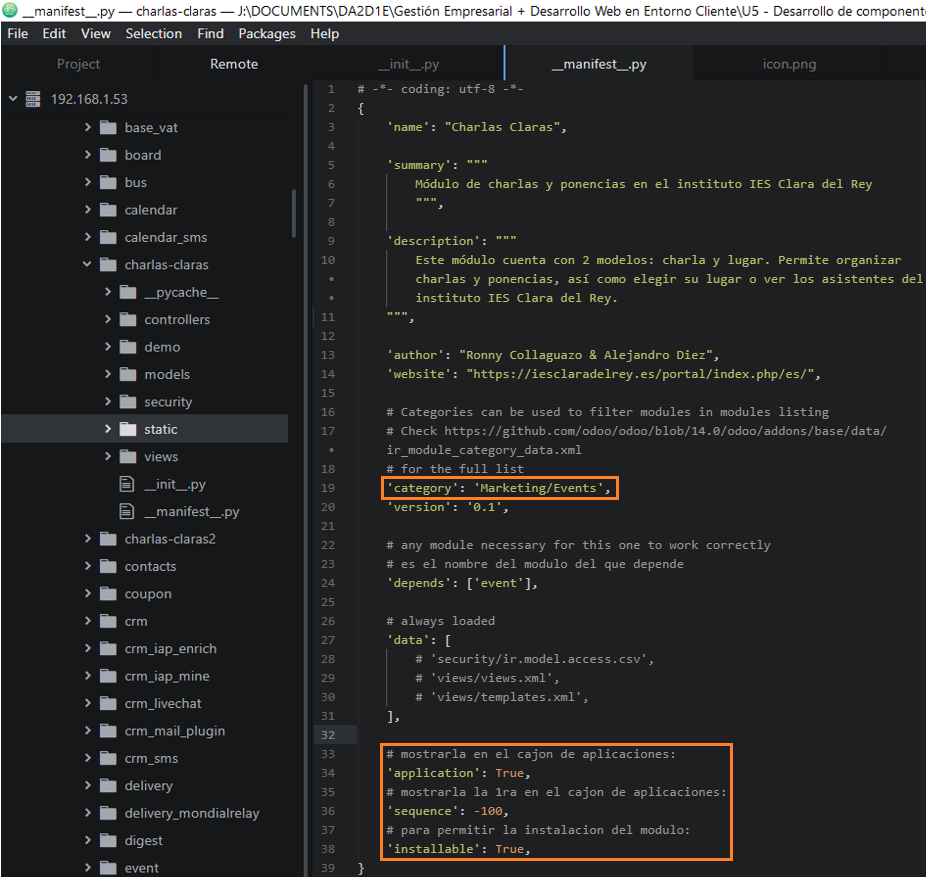 __manifest__.py — charlas-claras — J:\DOCUMENTS\DA2D1E\Gestión Empresarial + Desarrollo Web en Entorno Cliente\U5 - Desarrollo de component
File Edit View Selection Find Packages Help
Project Remote __init__.py __manifest__.py icon.png
192.168.1.53
base_vat
board
bus
calendar
calendar_sms
charlas-claras
__pycache__
controllers
demo
models
security
static
views
__init__.py
__manifest__.py
charlas-claras2
contacts
coupon
crm
crm_iap_enrich
crm_iap_mine
crm_livechat
crm_mail_plugin
crm_sms
delivery
delivery_mondialrelay
digest
event
1 # -*- coding: utf-8 -*-
2 {
3 'name': "Charlas Claras",
4
5 'summary': """
6 Módulo de charlas y ponencias en el instituto IES Clara del Rey
7 """,
8
9 'description': """
10 Este módulo cuenta con 2 modelos: charla y lugar. Permite organizar
• charlas y ponencias, así como elegir su lugar o ver los asistentes del
• instituto IES Clara del Rey.
11 """,
12
13 'author': "Ronny Collaguazo & Alejandro Diez",
14 'website': "https://iesclaradelrey.es/portal/index.php/es/",
15
16 # Categories can be used to filter modules in modules listing
17 # Check https://github.com/odoo/odoo/blob/14.0/odoo/addons/base/data/
• ir_module_category_data.xml
18 # for the full list
19 'category': 'Marketing/Events',
20 'version': '0.1',
21
22 # any module necessary for this one to work correctly
23 # es el nombre del modulo del que depende
24 'depends': ['event'],
25
26 # always loaded
27 'data': [
28 # 'security/ir.model.access.csv',
29 # 'views/views.xml',
30 # 'views/templates.xml',
31 ],
32
33 # mostrarla en el cajon de aplicaciones:
34 'application': True,
35 # mostrarla la 1ra en el cajon de aplicaciones:
36 'sequence': -100,
37 # para permitir la instalacion del modulo:
38 'installable': True,
39 }